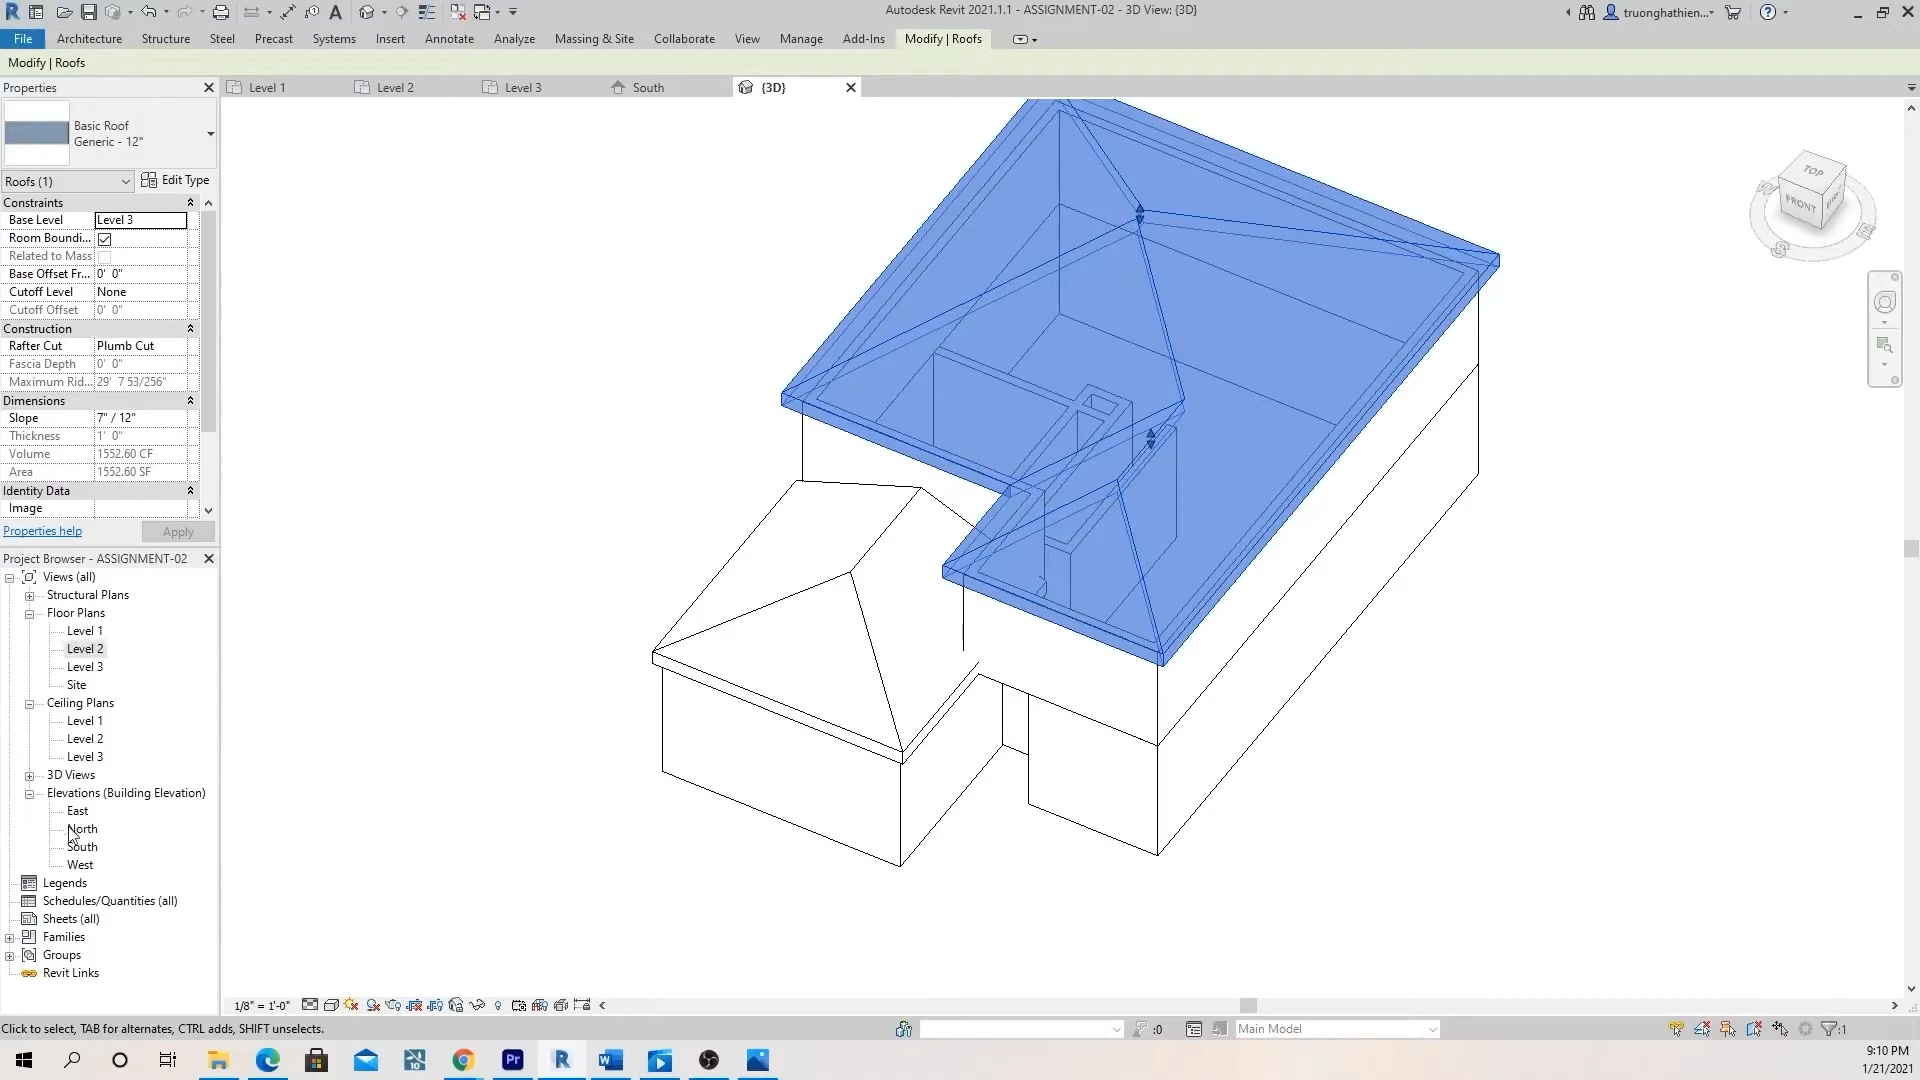 Autodesk Revit 2021.1.1 - ASSIGNMENT-02 - 3D View: {3D}
truonghathien...
File Architecture Structure Steel Precast Systems Insert Annotate Analyze Massing & Site Collaborate View Manage Add-Ins Modify | Roofs
Modify | Roofs
Properties
Level 1
Level 2
Level 3
South
{3D}
Basic Roof
Generic - 12"
Roofs (1)
Edit Type
Constraints
Base Level Level 3
Room Boundi...
Related to Mass
Base Offset Fr... 0' 0"
Cutoff Level None
Cutoff Offset 0' 0"
Construction
Rafter Cut Plumb Cut
Fascia Depth 0' 0"
Maximum Rid... 29' 7 53/256"
Dimensions
Slope 7" / 12"
Thickness 1' 0"
Volume 1552.60 CF
Area 1552.60 SF
Identity Data
Image
Properties help
Apply
Project Browser - ASSIGNMENT-02
Views (all)
Structural Plans
Floor Plans
Level 1
Level 2
Level 3
Site
Ceiling Plans
Level 1
Level 2
Level 3
3D Views
Elevations (Building Elevation)
East
North
South
West
Legends
Schedules/Quantities (all)
Sheets (all)
Families
Groups
Revit Links
TOP
FRONT
W
S
E
1/8" = 1'-0"
Click to select, TAB for alternates, CTRL adds, SHIFT unselects.
:0
Main Model
:1
10
Pr
R
W
9:10 PM
1/21/2021